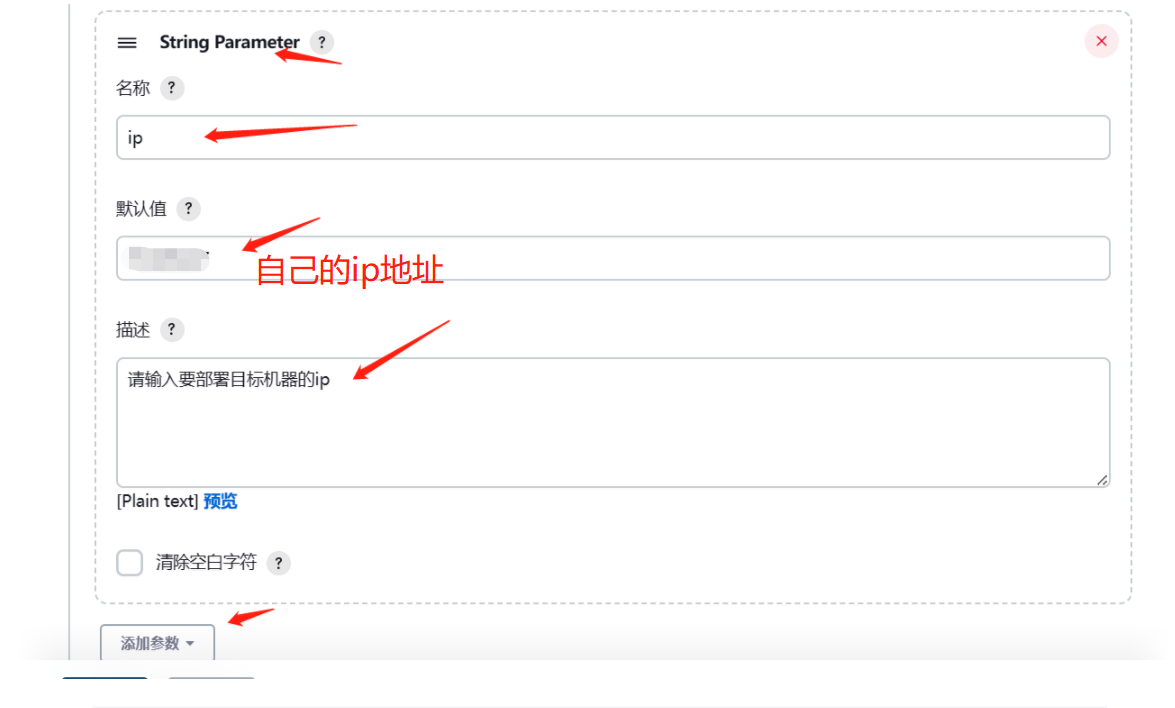 String Parameter ?
名称 ?
ip
默认值 ?
自己的ip地址
描述 ?
请输入要部署目标机器的ip
[Plain text] 预览
清除空白字符 ?
添加参数